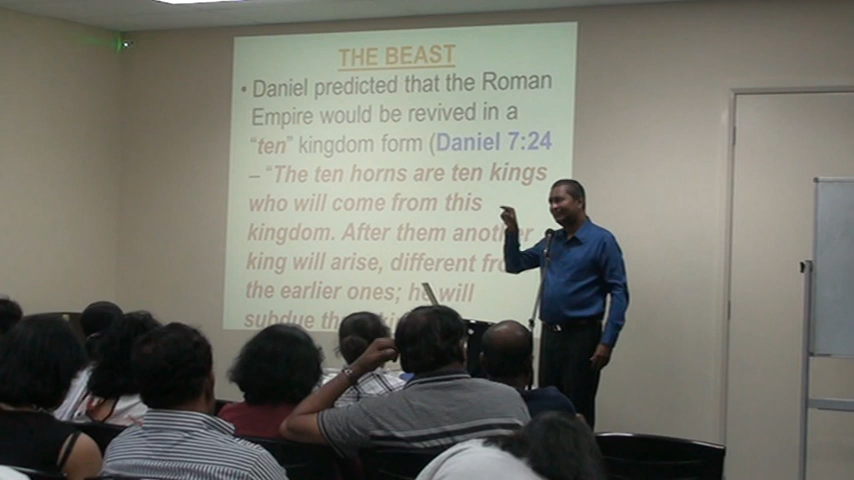 THE BEAST
• Daniel predicted that the Roman
Empire would be revived in a
“ten” kingdom form (Daniel 7:24
– “The ten horns are ten kings
who will come from this
kingdom. After them another
king will arise, different
the earlier ones; he will
subdue